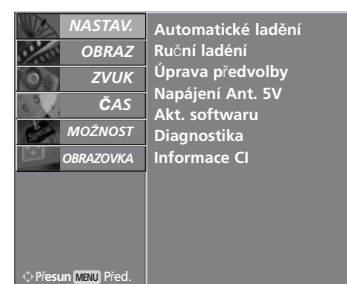 NASTAV.
OBRAZ
ZVUK
ČAS
MOŽNOST
OBRAZOVKA
Automatické ladění
Ruční ladéní
Úprava předvolby
Napájení Ant. 5V
Akt. softwaru
Diagnostika
Informace CI
Přesun MENU Před.